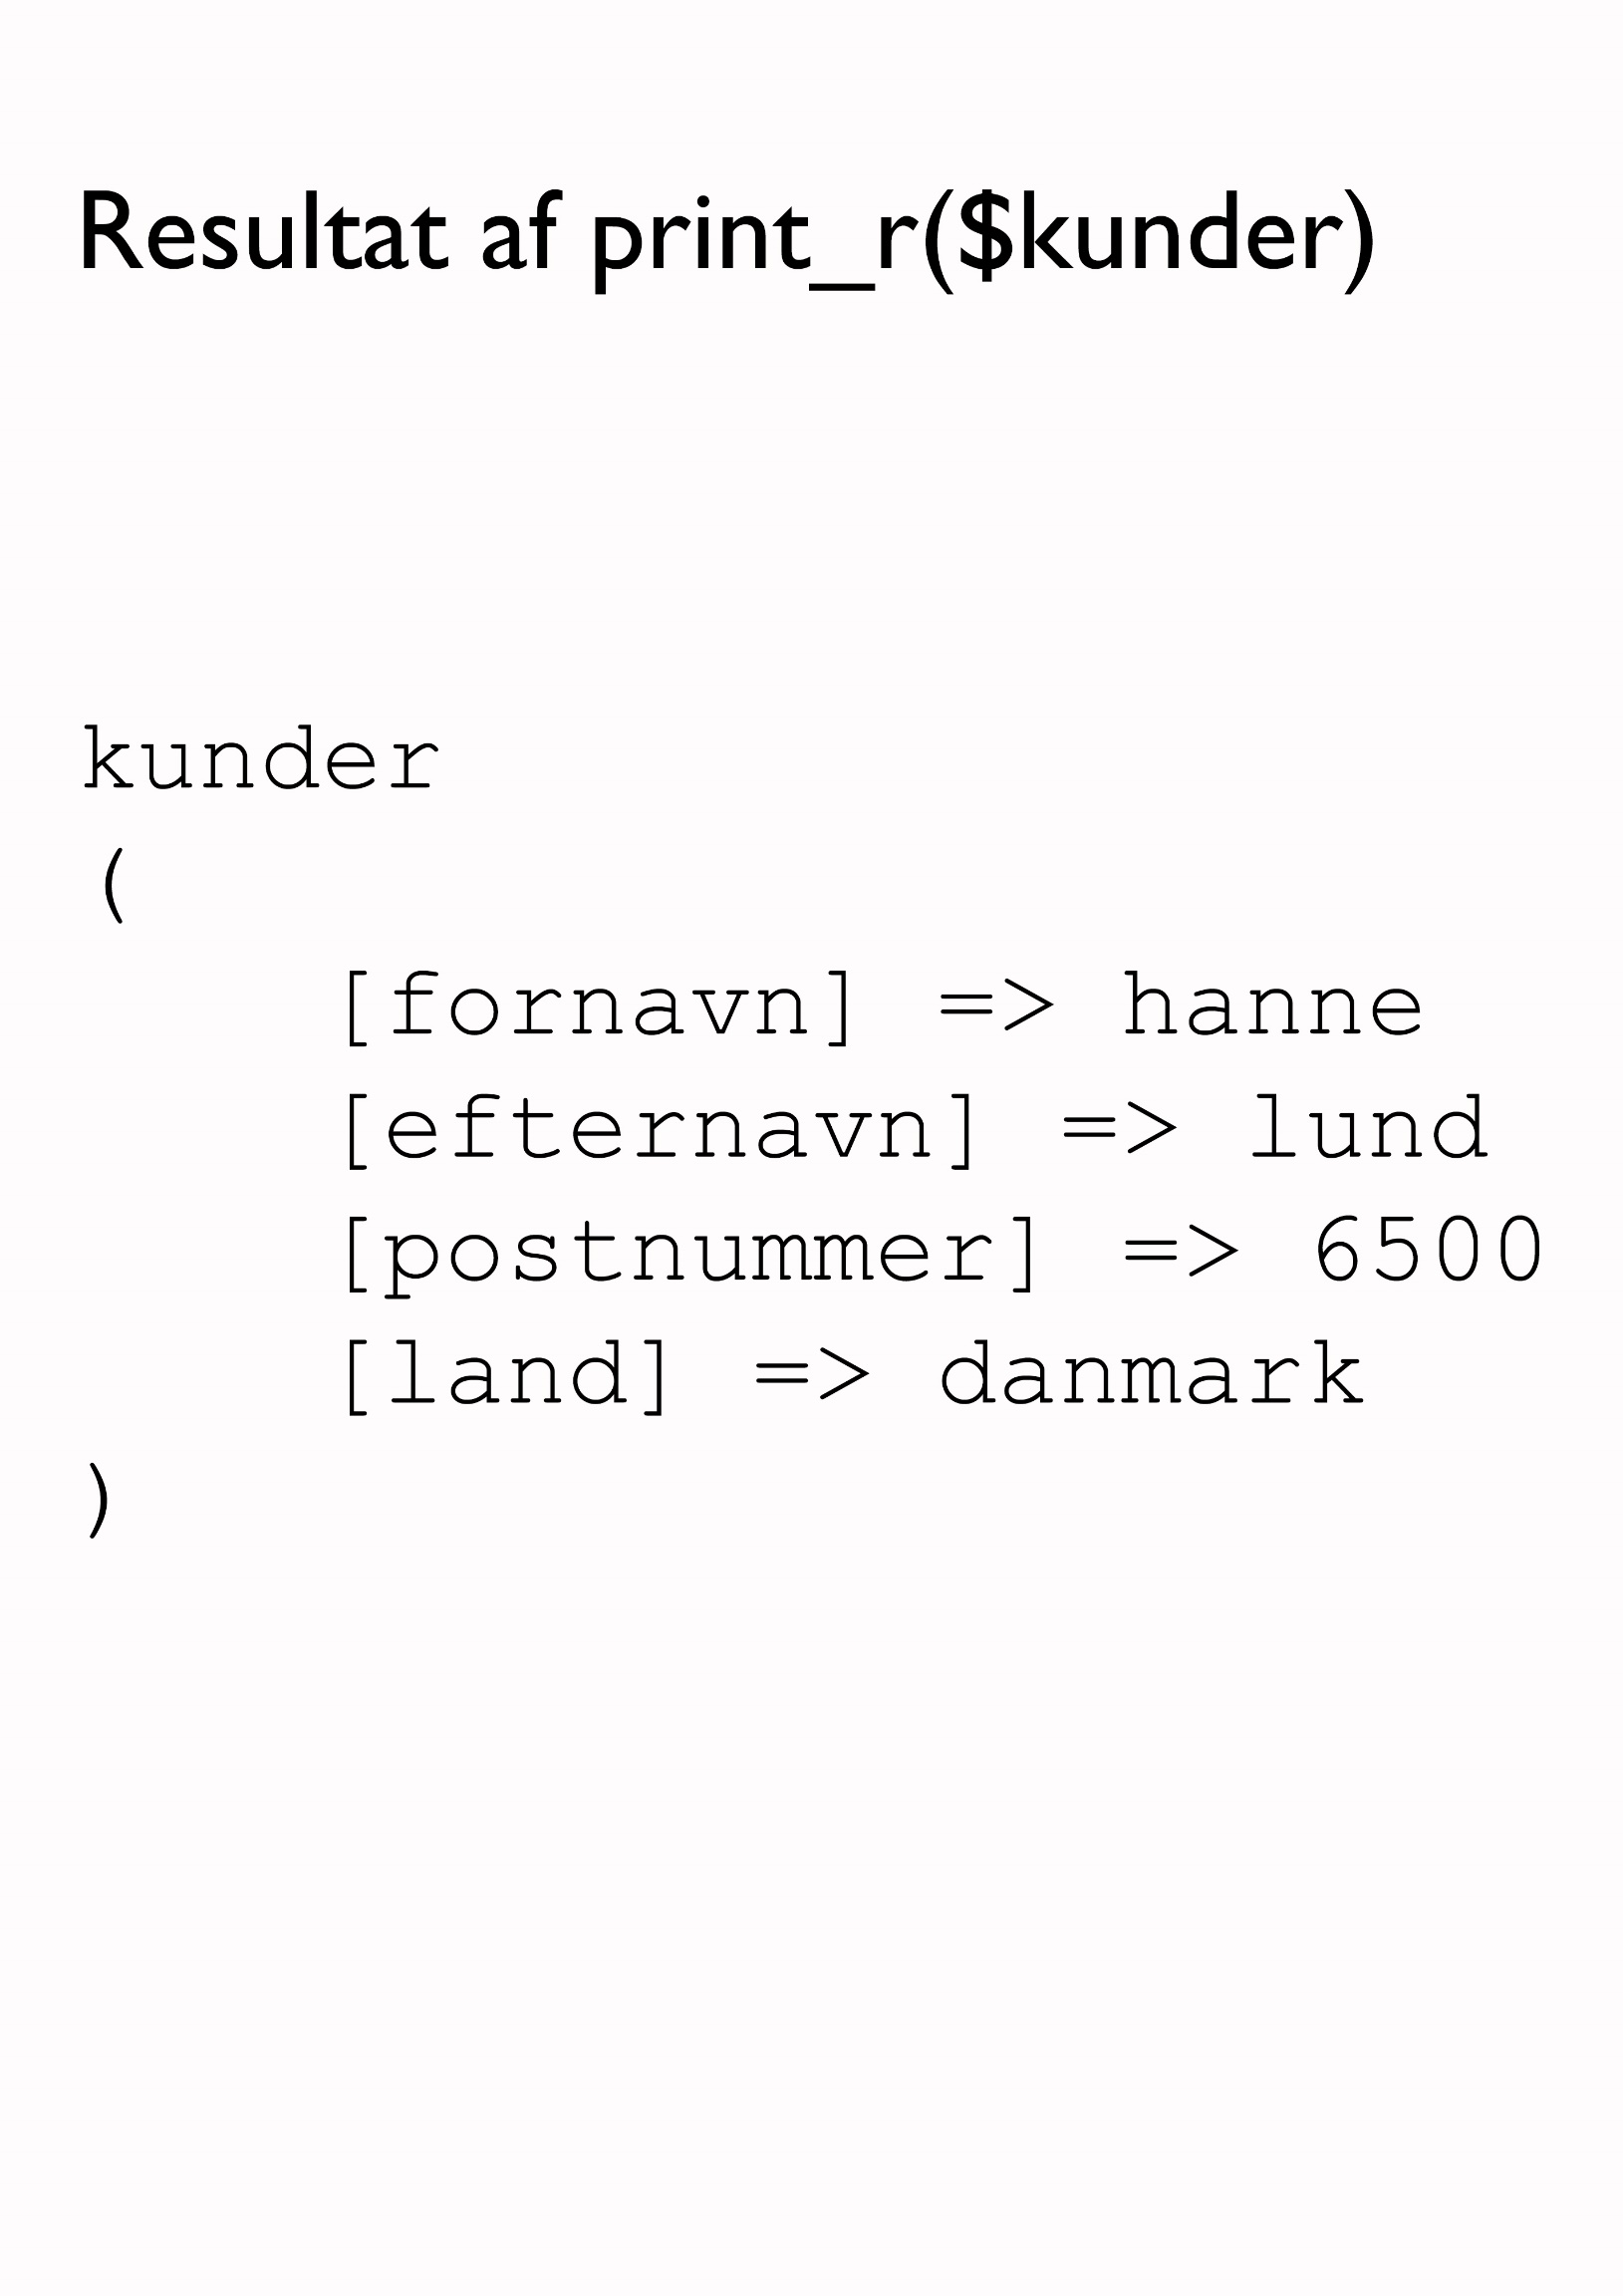 Resultat af print_r($kunder)
kunder
(
    [fornavn] => hanne
    [efternavn] => lund
    [postnummer] => 6500
    [land] => danmark
)